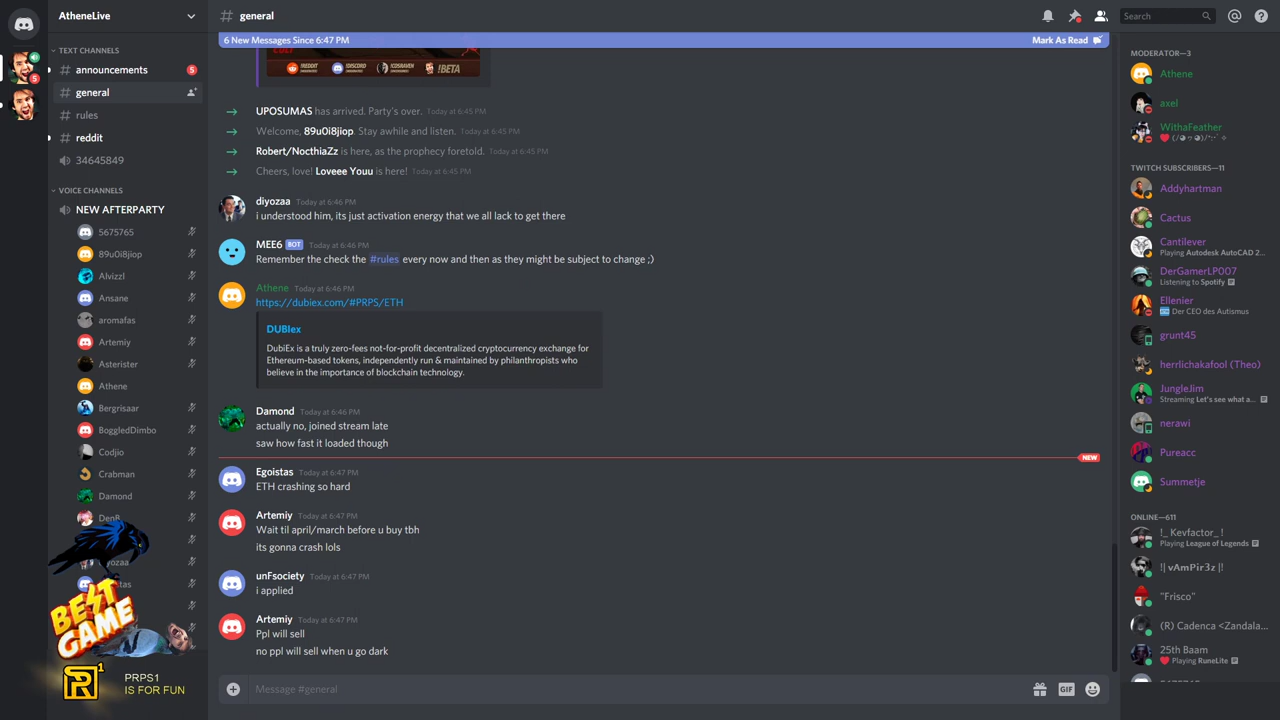 AtheneLive
TEXT CHANNELS
announcements
5
general
rules
reddit
34645849
VOICE CHANNELS
NEW AFTERPARTY
5675765
89u0i8jiop
Alvizzl
Ansane
aromafas
Artemiy
Asterister
Athene
Bergrisaar
BoggledDimbo
Codjio
Crabman
Damond
5
BEST
GAME
PRPS1
IS FOR FUN
general
6 New Messages Since 6:47 PM
Mark As Read
!REDDIT !DISCORD !CDSRAVEN !BETA
UPOSUMAS has arrived. Party's over. Today at 6:45 PM
Welcome, 89u0i8jiop. Stay awhile and listen. Today at 6:45 PM
Robert/NocthiaZz is here, as the prophecy foretold. Today at 6:45 PM
Cheers, love! Loveee Youu is here! Today at 6:45 PM
diyozaa Today at 6:46 PM
i understood him, its just activation energy that we all lack to get there
MEE6 BOT Today at 6:46 PM
Remember the check the #rules every now and then as they might be subject to change ;)
Athene Today at 6:46 PM
https://dubiex.com/#PRPS/ETH
DUBIex
DubiEx is a truly zero-fees not-for-profit decentralized cryptocurrency exchange for
Ethereum-based tokens, independently run & maintained by philanthropists who
believe in the importance of blockchain technology.
Damond Today at 6:46 PM
actually no, joined stream late
saw how fast it loaded though
NEW
Egoistas Today at 6:47 PM
ETH crashing so hard
Artemiy Today at 6:47 PM
Wait til april/march before u buy tbh
its gonna crash lols
unFsociety Today at 6:47 PM
i applied
Artemiy Today at 6:47 PM
Ppl will sell
no ppl will sell when u go dark
Message #general
GIF
Search
MODERATOR—3
Athene
axel
WithaFeather
TWITCH SUBSCRIBERS—11
Addyhartman
Cactus
Cantilever
Playing Autodesk AutoCAD 2...
DerGamerLP007
Listening to Spotify
Ellenier
Der CEO des Autismus
grunt45
herrlichakafool (Theo)
JungleJim
Streaming Let's see what a...
nerawi
Pureacc
Summetje
ONLINE—611
!_ Kevfactor_ !
Playing League of Legends
!| vAmPir3z |!
"Frisco"
(R) Cadenca <Zandala...
25th Baam
Playing RuneLite